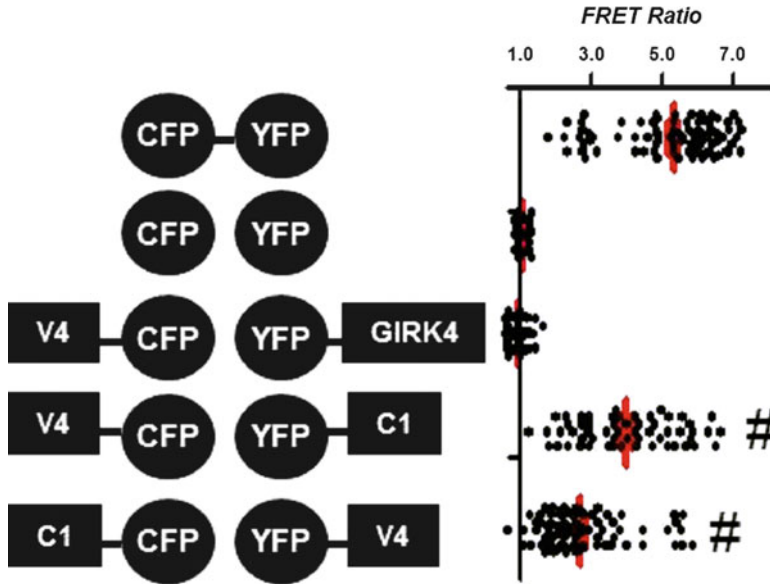 FRET Ratio
1.0 3.0 5.0 7.0
CFP YFP
CFP YFP
V4 CFP YFP GIRK4
V4 CFP YFP C1 #
C1 CFP YFP V4 #